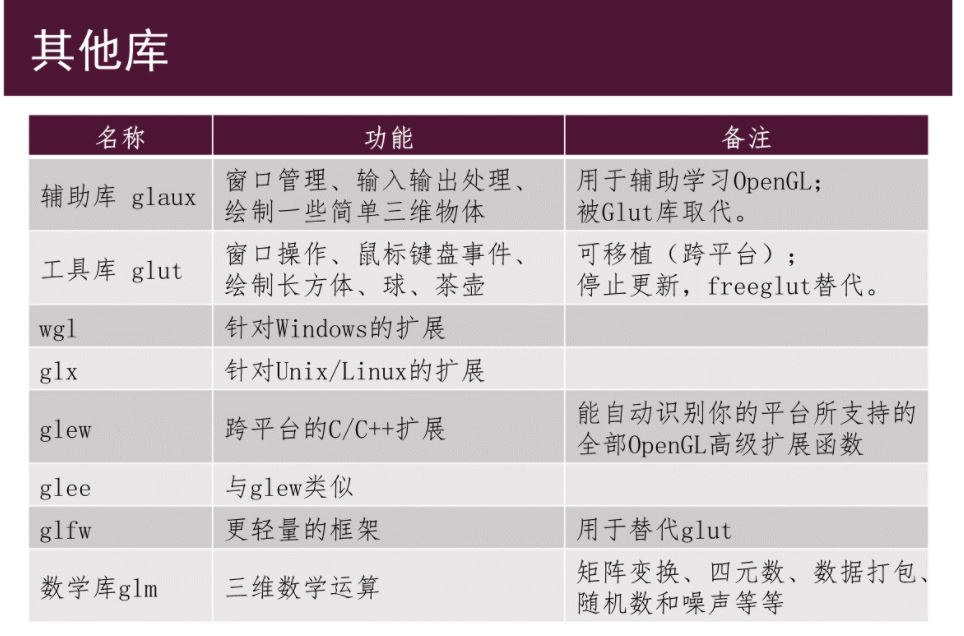 其他库
名称 功能 备注
辅助库 glaux 窗口管理、输入输出处理、 用于辅助学习OpenGL;
绘制一些简单三维物体 被Glut库取代。
工具库 glut 窗口操作、鼠标键盘事件、 可移植（跨平台）;
绘制长方体、球、茶壶 停止更新，freeglut替代。
wgl 针对Windows的扩展
glx 针对Unix/Linux的扩展
glew 跨平台的C/C++扩展 能自动识别你的平台所支持的
全部OpenGL高级扩展函数
glee 与glew类似
glfw 更轻量的框架 用于替代glut
数学库glm 三维数学运算 矩阵变换、四元数、数据打包、
随机数和噪声等等